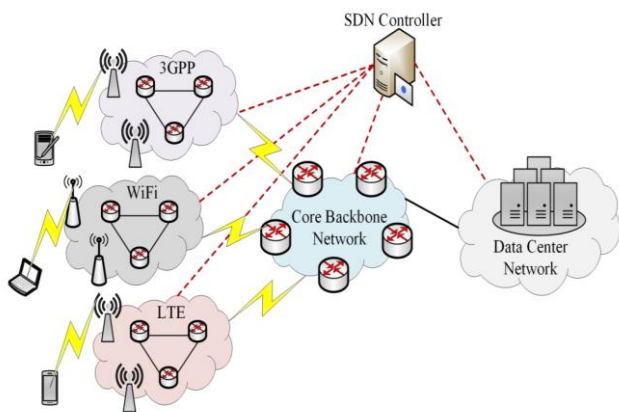 SDN Controller
3GPP
WiFi
Core Backbone
Network
Data Center
Network
LTE